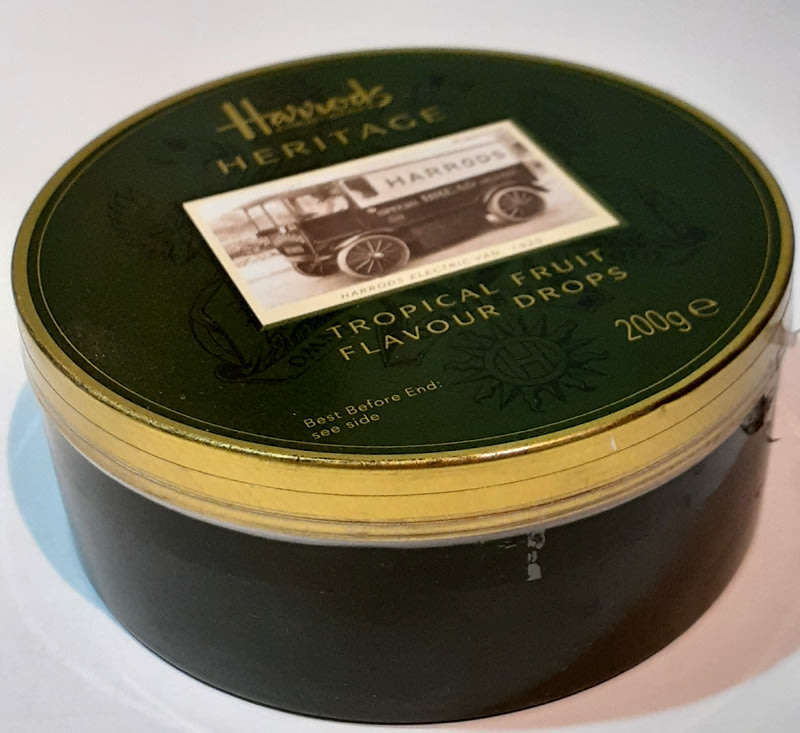 Harrods
HERITAGE
HARRODS
HARRODS ELECTRIC VAN
TROPICAL FRUIT
FLAVOUR DROPS
200g ℮
Best Before End:
see side